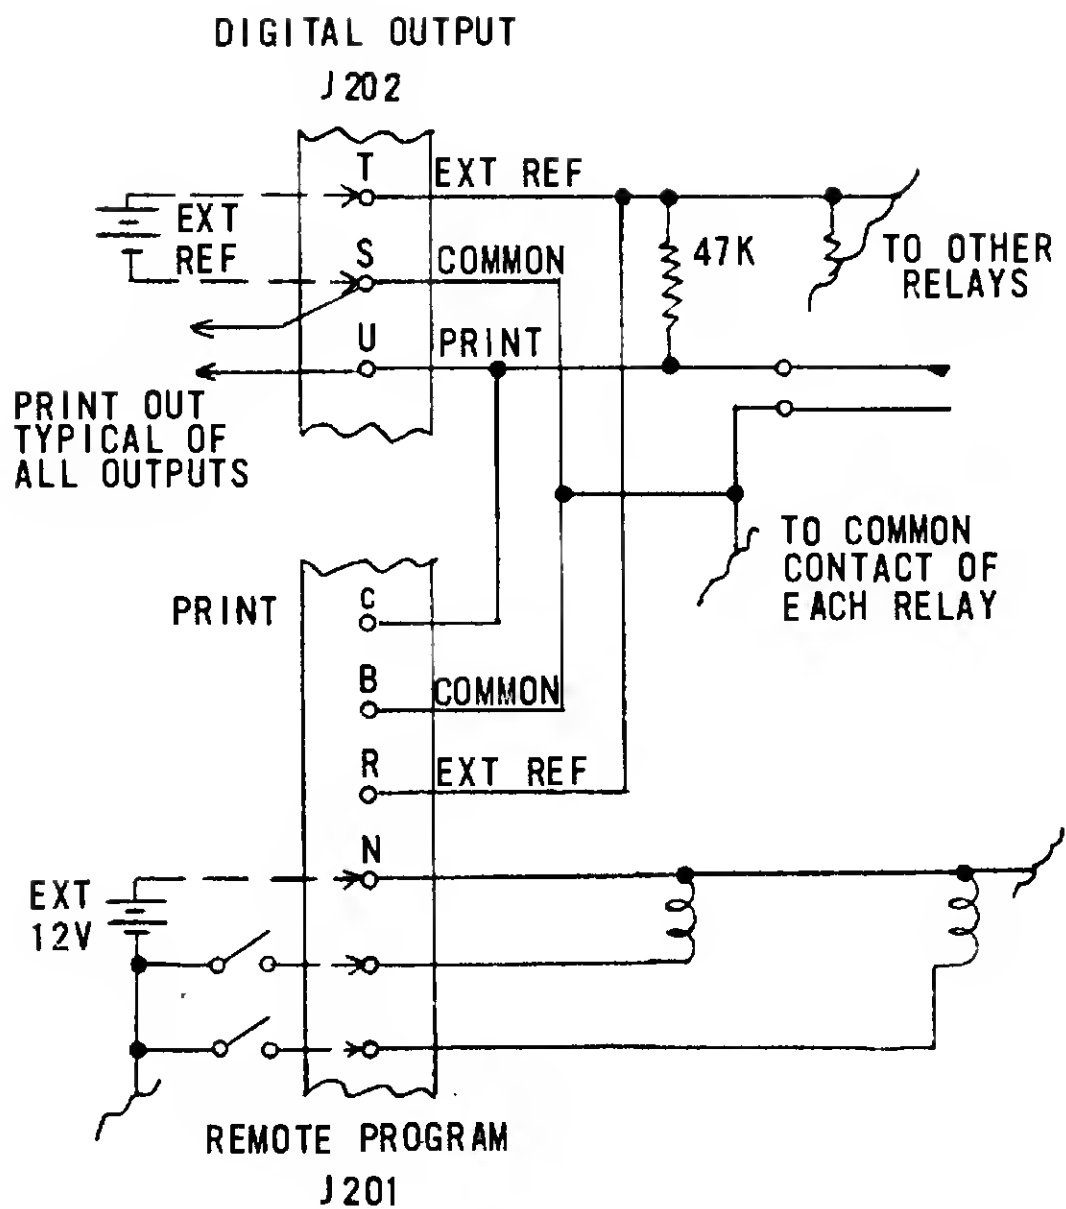 DIGITAL OUTPUT
J202
T
EXT REF
EXT
REF
S
COMMON
47K
TO OTHER
RELAYS
U
PRINT
PRINT OUT
TYPICAL OF
ALL OUTPUTS
TO COMMON
CONTACT OF
EACH RELAY
PRINT
C
B
COMMON
R
EXT REF
N
EXT
12V
REMOTE PROGRAM
J201